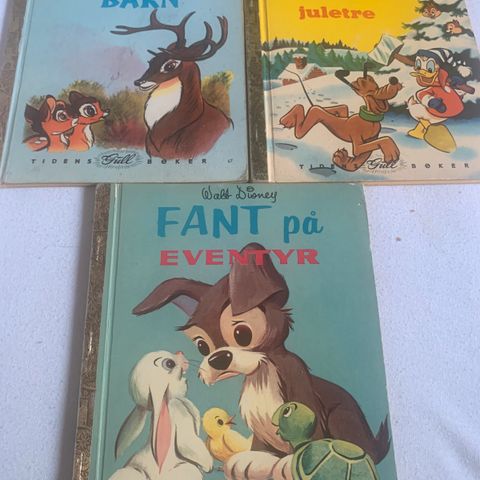 BARN
TIDENS Gull BØKER
juletre
TIDENS Gull BØKER
Walt Disney
FANT på
EVENTYR